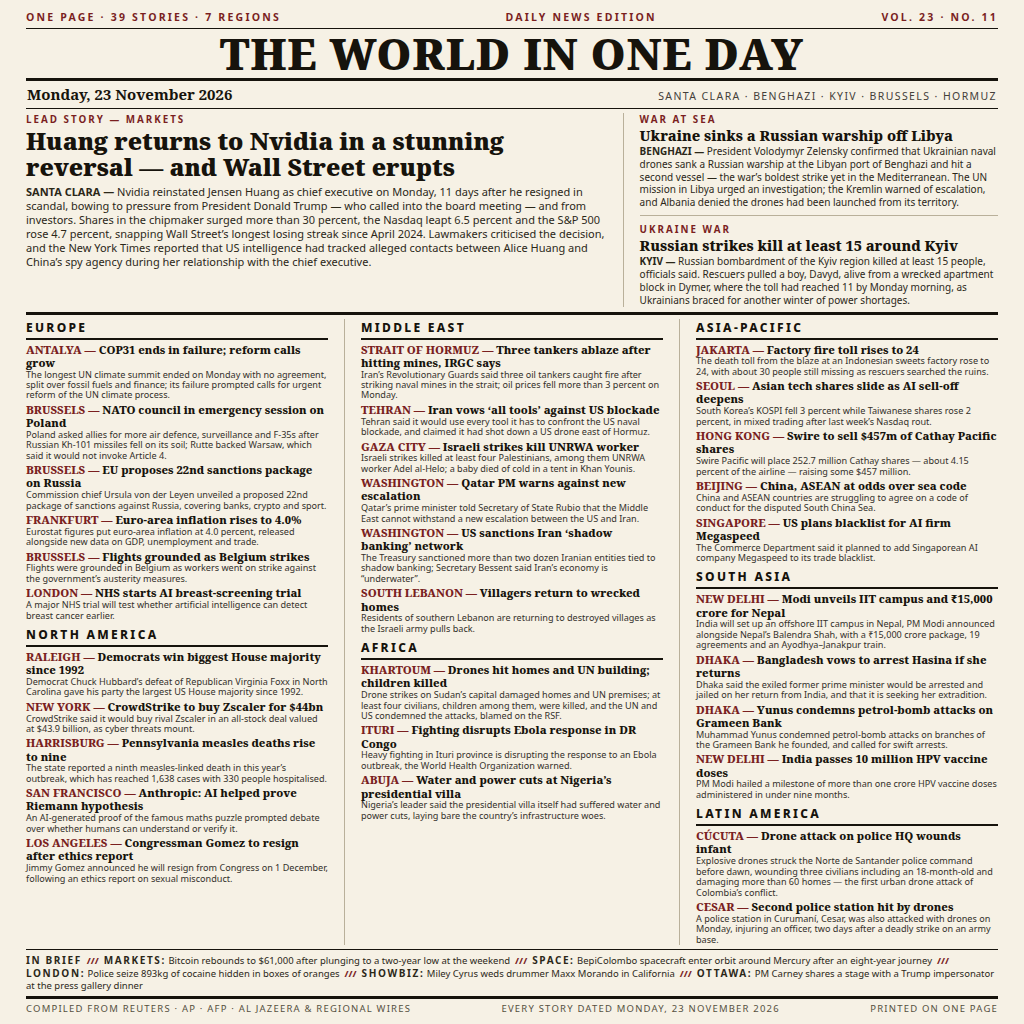 ONE PAGE · 39 STORIES · 7 REGIONS
DAILY NEWS EDITION
VOL. 23 · NO. 11
THE WORLD IN ONE DAY
Monday, 23 November 2026
SANTA CLARA · BENGHAZI · KYIV · BRUSSELS · HORMUZ
LEAD STORY — MARKETS
Huang returns to Nvidia in a stunning
reversal — and Wall Street erupts
SANTA CLARA — Nvidia reinstated Jensen Huang as chief executive on Monday, 11 days after he resigned in
scandal, bowing to pressure from President Donald Trump — who called into the board meeting — and from
investors. Shares in the chipmaker surged more than 30 percent, the Nasdaq leapt 6.5 percent and the S&P 500
rose 4.7 percent, snapping Wall Street's longest losing streak since April 2024. Lawmakers criticised the decision,
and the New York Times reported that US intelligence had tracked alleged contacts between Alice Huang and
China's spy agency during her relationship with the chief executive.
WAR AT SEA
Ukraine sinks a Russian warship off Libya
BENGHAZI — President Volodymyr Zelensky confirmed that Ukrainian naval
drones sank a Russian warship at the Libyan port of Benghazi and hit a
second vessel — the war's boldest strike yet in the Mediterranean. The UN
mission in Libya urged an investigation; the Kremlin warned of escalation,
and Albania denied the drones had been launched from its territory.
UKRAINE WAR
Russian strikes kill at least 15 around Kyiv
KYIV — Russian bombardment of the Kyiv region killed at least 15 people,
officials said. Rescuers pulled a boy, Davyd, alive from a wrecked apartment
block in Dymer, where the toll had reached 11 by Monday morning, as
Ukrainians braced for another winter of power shortages.
EUROPE
ANTALYA — COP31 ends in failure; reform calls
grow
The longest UN climate summit ended on Monday with no agreement,
split over fossil fuels and finance; its failure prompted calls for urgent
reform of the UN climate process.
BRUSSELS — NATO council in emergency session on
Poland
Poland asked allies for more air defence, surveillance and F-35s after
Russian Kh-101 missiles fell on its soil; Rutte backed Warsaw, which
said it would not invoke Article 4.
BRUSSELS — EU proposes 22nd sanctions package
on Russia
Commission chief Ursula von der Leyen unveiled a proposed 22nd
package of sanctions against Russia, covering banks, crypto and sport.
FRANKFURT — Euro-area inflation rises to 4.0%
Eurostat figures put euro-area inflation at 4.0 percent, released
alongside new data on GDP, unemployment and trade.
BRUSSELS — Flights grounded as Belgium strikes
Flights were grounded in Belgium as workers went on strike against
the government's austerity measures.
LONDON — NHS starts AI breast-screening trial
A major NHS trial will test whether artificial intelligence can detect
breast cancer earlier.
NORTH AMERICA
RALEIGH — Democrats win biggest House majority
since 1992
Democrat Chuck Hubbard's defeat of Republican Virginia Foxx in North
Carolina gave his party the largest US House majority since 1992.
NEW YORK — CrowdStrike to buy Zscaler for $44bn
CrowdStrike said it would buy rival Zscaler in an all-stock deal valued
at $43.9 billion, as cyber threats mount.
HARRISBURG — Pennsylvania measles deaths rise
to nine
The state reported a ninth measles-linked death in this year's
outbreak, which has reached 1,638 cases with 330 people hospitalised.
SAN FRANCISCO — Anthropic: AI helped prove
Riemann hypothesis
An AI-generated proof of the famous maths puzzle prompted debate
over whether humans can understand or verify it.
LOS ANGELES — Congressman Gomez to resign
after ethics report
Jimmy Gomez announced he will resign from Congress on 1 December,
following an ethics report on sexual misconduct.
MIDDLE EAST
STRAIT OF HORMUZ — Three tankers ablaze after
hitting mines, IRGC says
Iran's Revolutionary Guards said three oil tankers caught fire after
striking naval mines in the strait; oil prices fell more than 3 percent on
Monday.
TEHRAN — Iran vows 'all tools' against US blockade
Tehran said it would use every tool it has to confront the US naval
blockade, and claimed it had shot down a US drone east of Hormuz.
GAZA CITY — Israeli strikes kill UNRWA worker
Israeli strikes killed at least four Palestinians, among them UNRWA
worker Adel al-Helo; a baby died of cold in a tent in Khan Younis.
WASHINGTON — Qatar PM warns against new
escalation
Qatar's prime minister told Secretary of State Rubio that the Middle
East cannot withstand a new escalation between the US and Iran.
WASHINGTON — US sanctions Iran 'shadow
banking' network
The Treasury sanctioned more than two dozen Iranian entities tied to
shadow banking; Secretary Bessent said Iran's economy is
"underwater".
SOUTH LEBANON — Villagers return to wrecked
homes
Residents of southern Lebanon are returning to destroyed villages as
the Israeli army pulls back.
AFRICA
KHARTOUM — Drones hit homes and UN building;
children killed
Drone strikes on Sudan's capital damaged homes and UN premises; at
least four civilians, children among them, were killed, and the UN and
US condemned the attacks, blamed on the RSF.
ITURI — Fighting disrupts Ebola response in DR
Congo
Heavy fighting in Ituri province is disrupting the response to an Ebola
outbreak, the World Health Organization warned.
ABUJA — Water and power cuts at Nigeria's
presidential villa
Nigeria's leader said the presidential villa itself had suffered water and
power cuts, laying bare the country's infrastructure woes.
ASIA-PACIFIC
JAKARTA — Factory fire toll rises to 24
The death toll from the blaze at an Indonesian sweets factory rose to
24, with about 30 people still missing as rescuers searched the ruins.
SEOUL — Asian tech shares slide as AI sell-off
deepens
South Korea's KOSPI fell 3 percent while Taiwanese shares rose 2
percent, in mixed trading after last week's Nasdaq rout.
HONG KONG — Swire to sell $457m of Cathay Pacific
shares
Swire Pacific will place 252.7 million Cathay shares — about 4.15
percent of the airline — raising some $457 million.
BEIJING — China, ASEAN at odds over sea code
China and ASEAN countries are struggling to agree on a code of
conduct for the disputed South China Sea.
SINGAPORE — US plans blacklist for AI firm
Megaspeed
The Commerce Department said it planned to add Singaporean AI
company Megaspeed to its trade blacklist.
SOUTH ASIA
NEW DELHI — Modi unveils IIT campus and ₹15,000
crore for Nepal
India will set up an offshore IIT campus in Nepal, PM Modi announced
alongside Nepal's Balendra Shah, with a ₹15,000 crore package, 19
agreements and an Ayodhya–Janakpur train.
DHAKA — Bangladesh vows to arrest Hasina if she
returns
Dhaka said the exiled former prime minister would be arrested and
jailed on her return from India, and that it is seeking her extradition.
DHAKA — Yunus condemns petrol-bomb attacks on
Grameen Bank
Muhammad Yunus condemned petrol-bomb attacks on branches of
the Grameen Bank he founded, and called for swift arrests.
NEW DELHI — India passes 10 million HPV vaccine
doses
PM Modi hailed a milestone of more than one crore HPV vaccine doses
administered in under nine months.
LATIN AMERICA
CÚCUTA — Drone attack on police HQ wounds
infant
Explosive drones struck the Norte de Santander police command
before dawn, wounding three civilians including an 18-month-old and
damaging more than 60 homes — the first urban drone attack of
Colombia's conflict.
CESAR — Second police station hit by drones
A police station in Curumaní, Cesar, was also attacked with drones on
Monday, injuring an officer, two days after a deadly strike on an army
base.
IN BRIEF /// MARKETS: Bitcoin rebounds to $61,000 after plunging to a two-year low at the weekend /// SPACE: BepiColombo spacecraft enter orbit around Mercury after an eight-year journey ///
LONDON: Police seize 893kg of cocaine hidden in boxes of oranges /// SHOWBIZ: Miley Cyrus weds drummer Maxx Morando in California /// OTTAWA: PM Carney shares a stage with a Trump impersonator
at the press gallery dinner
COMPILED FROM REUTERS · AP · AFP · AL JAZEERA & REGIONAL WIRES
EVERY STORY DATED MONDAY, 23 NOVEMBER 2026
PRINTED ON ONE PAGE